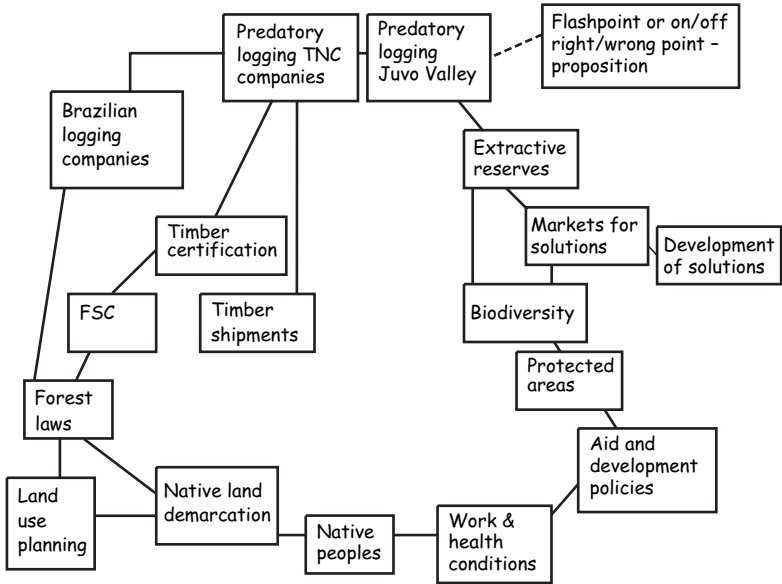 Predatory
logging TNC
companies
Predatory
logging
Juvo Valley
Flashpoint or on/off
right/wrong point –
proposition
Brazilian
logging
companies
Extractive
reserves
Timber
certification
Markets for
solutions
Development
of solutions
FSC
Timber
shipments
Biodiversity
Protected
areas
Forest
laws
Aid and
development
policies
Land
use
planning
Native land
demarcation
Native
peoples
Work &
health
conditions